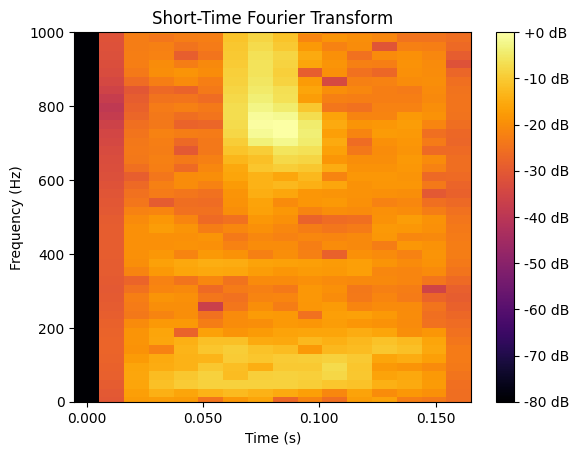 Short-Time Fourier Transform
1000
800
600
400
200
0
Frequency (Hz)
0.000
0.050
0.100
0.150
Time (s)
+0 dB
-10 dB
-20 dB
-30 dB
-40 dB
-50 dB
-60 dB
-70 dB
-80 dB